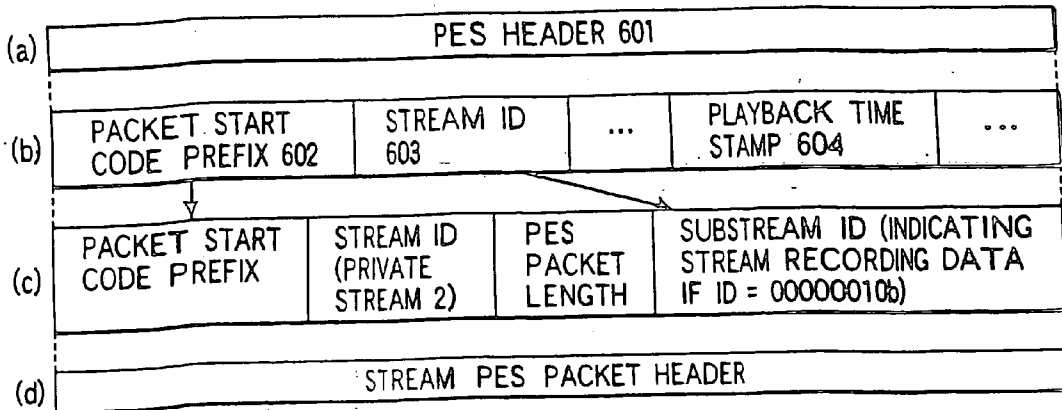 (a)
PES HEADER 601
(b)
PACKET START
CODE PREFIX 602
STREAM ID
603
...
PLAYBACK TIME
STAMP 604
...
(c)
PACKET START
CODE PREFIX
STREAM ID
(PRIVATE
STREAM 2)
PES
PACKET
LENGTH
SUBSTREAM ID (INDICATING
STREAM RECORDING DATA
IF ID = 00000010b)
(d)
STREAM PES PACKET HEADER